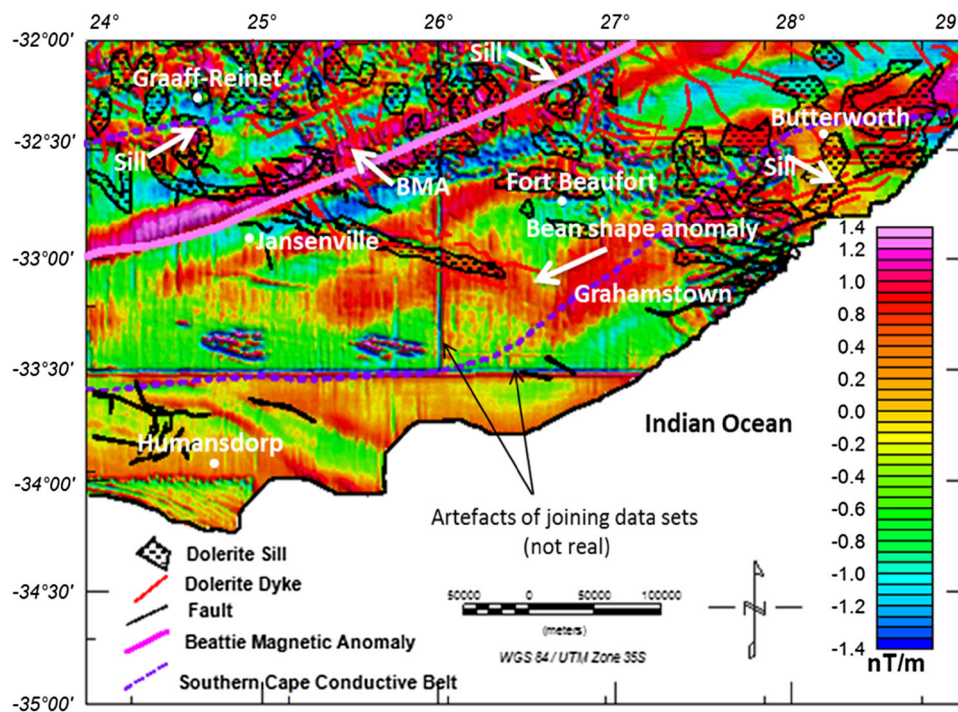 24° 25° 26° 27° 28° 29
-32°00'
-32°30'
-33°00'
-33°30'
-34°00'
-34°50'
-35°00'
Graaff-Reinet
Sill
Sill
BMA
Jansenville
Fort Beaufort
Bean shape anomaly
Grahamstown
Butterworth
Sill
Humansdorp
Indian Ocean
Artefacts of joining data sets
(not real)
Dolerite Sill
Dolerite Dyke
Fault
Beattie Magnetic Anomaly
Southern Cape Conductive Belt
50000 0 50000 100000
(meters)
WGS 84 / UTM Zone 35S
1.4
1.2
1.0
0.8
0.4
0.2
0.0
-0.2
-0.4
-0.6
-0.8
-1.0
-1.2
-1.4
nT/m